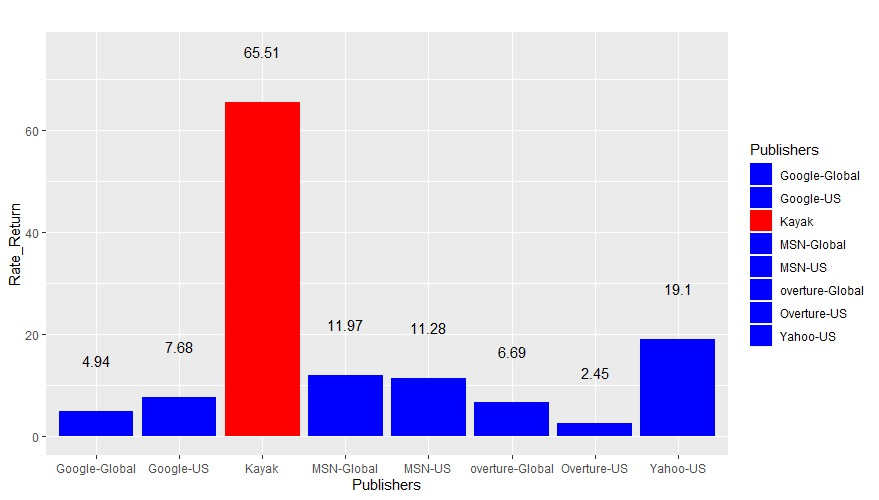 65.51
60
40
20
0
Rate_Return
4.94
7.68
11.97
11.28
6.69
2.45
19.1
Google-Global Google-US Kayak MSN-Global MSN-US overture-Global Overture-US Yahoo-US
Publishers
Publishers
Google-Global
Google-US
Kayak
MSN-Global
MSN-US
overture-Global
Overture-US
Yahoo-US